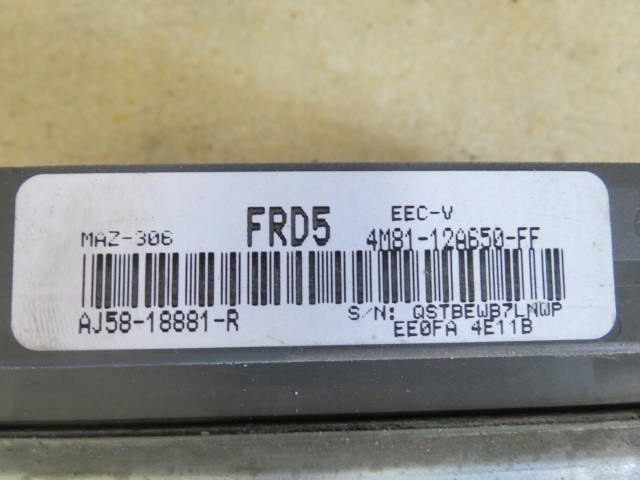 MAZ-306 FRD5 EEC-V
4M81-12A650-FF
AJ58-18881-R S/N: QSTBEWB7LNWP
EE0FA 4E11B